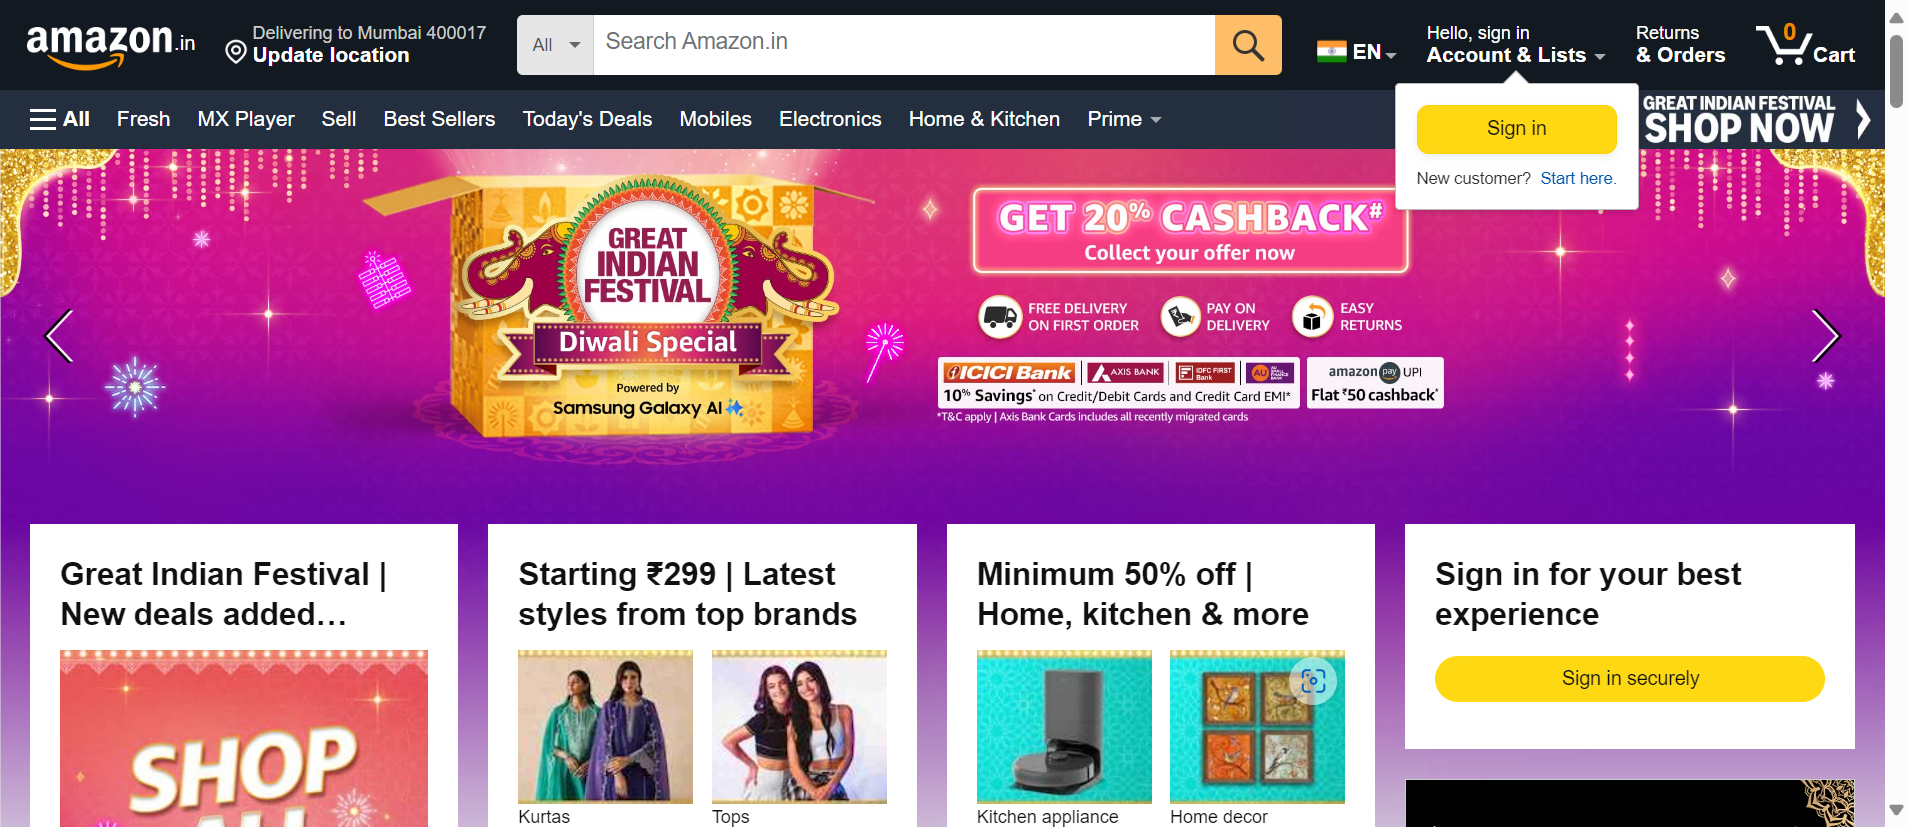 amazon.in
Delivering to Mumbai 400017
Update location
All
Search Amazon.in
EN
Hello, sign in
Account & Lists
Returns
& Orders
0
Cart
All
Fresh
MX Player
Sell
Best Sellers
Today's Deals
Mobiles
Electronics
Home & Kitchen
Prime
Sign in
New customer? Start here.
GREAT INDIAN FESTIVAL
SHOP NOW
GREAT
INDIAN
FESTIVAL
Diwali Special
Powered by
Samsung Galaxy AI
GET 20% CASHBACK#
Collect your offer now
FREE DELIVERY
ON FIRST ORDER
PAY ON
DELIVERY
EASY
RETURNS
ICICI Bank
AXIS BANK
IDFC FIRST
Bank
AU
10% Savings* on Credit/Debit Cards and Credit Card EMI*
amazon pay UPI
Flat ₹50 cashback*
*T&C apply | Axis Bank Cards includes all recently migrated cards
Great Indian Festival |
New deals added…
SHOP
ALL
Starting ₹299 | Latest
styles from top brands
Kurtas
Tops
Minimum 50% off |
Home, kitchen & more
Kitchen appliance
Home decor
Sign in for your best
experience
Sign in securely